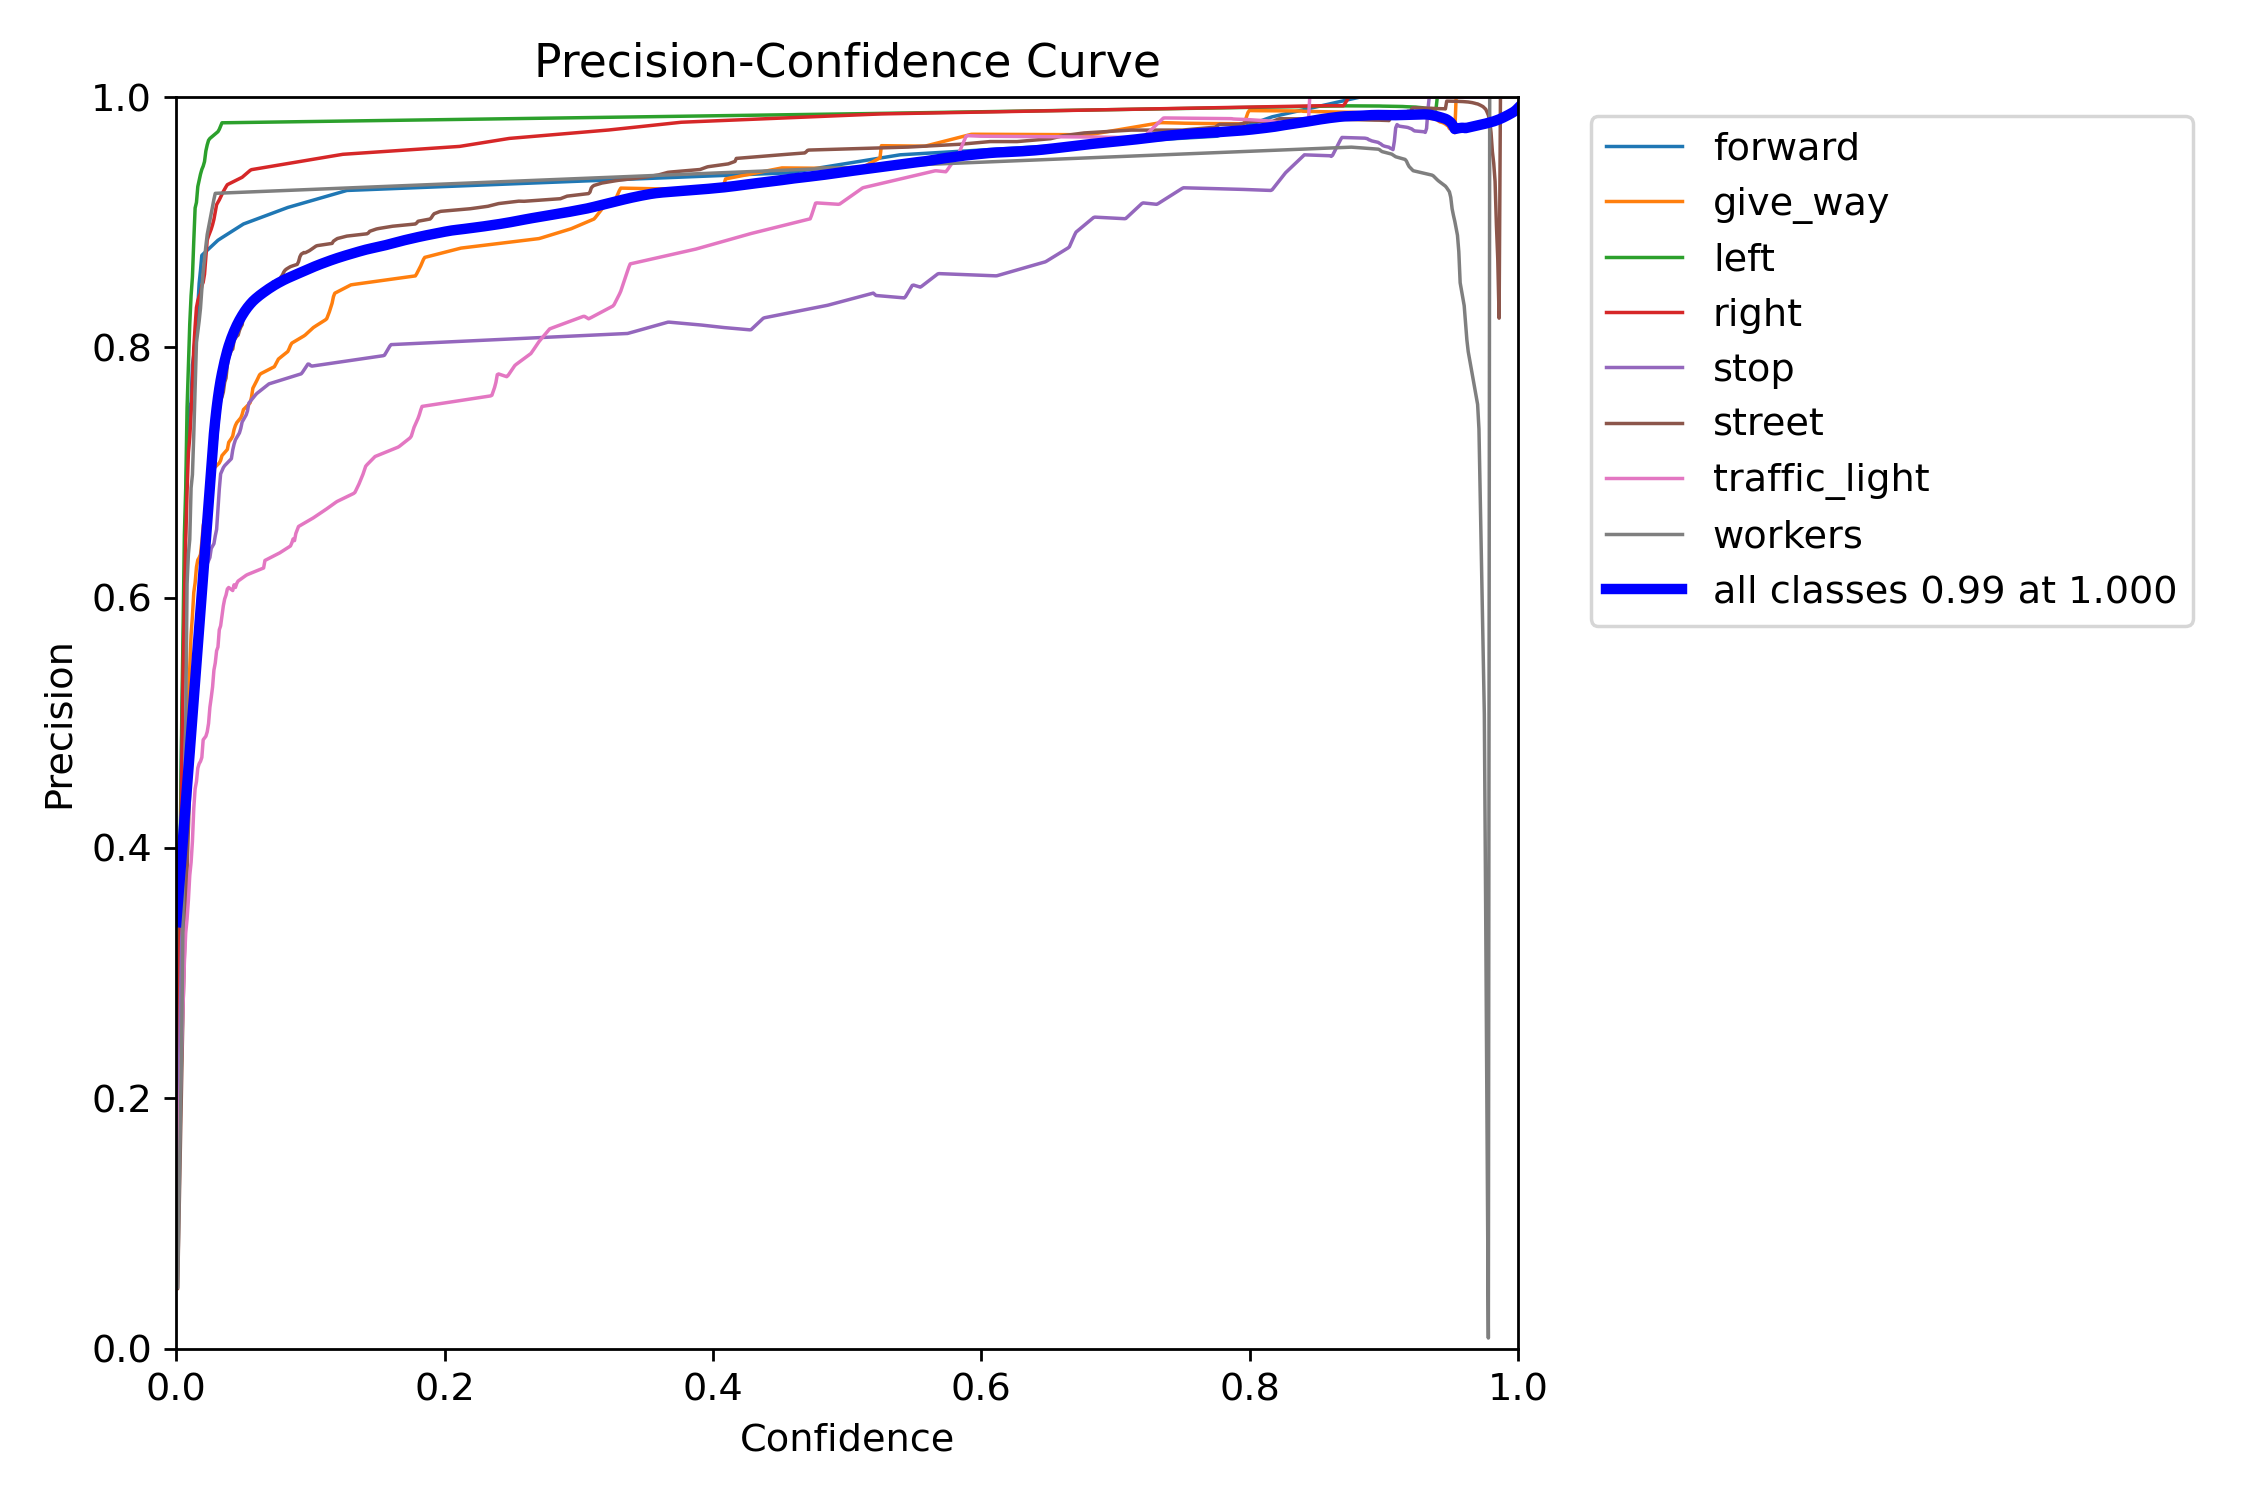 Precision-Confidence Curve
1.0
0.8
0.6
0.4
0.2
0.0
Precision
0.0 0.2 0.4 0.6 0.8 1.0
Confidence
forward
give_way
left
right
stop
street
traffic_light
workers
all classes 0.99 at 1.000